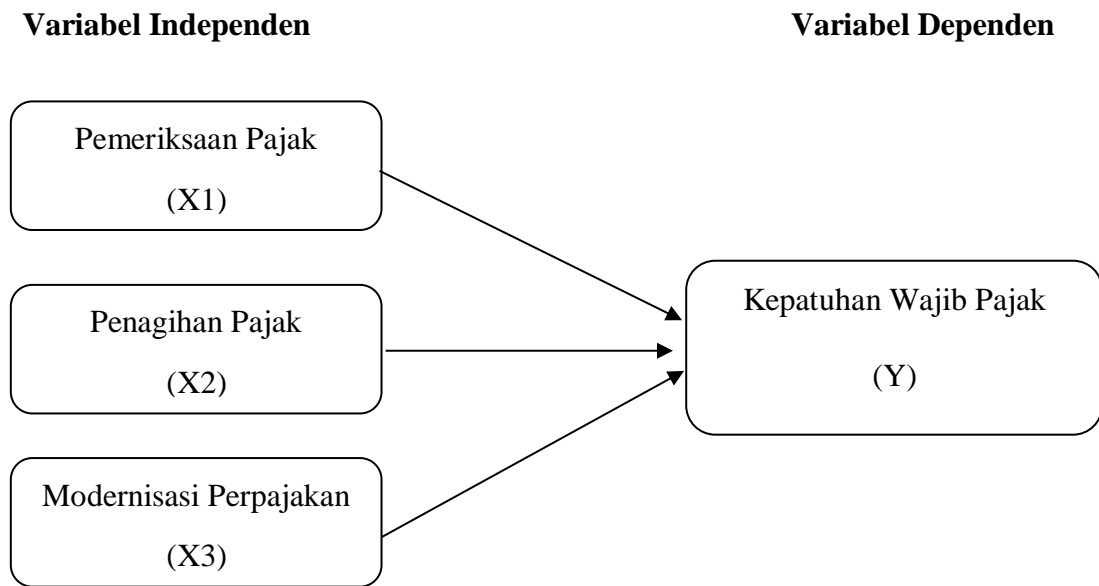 Variabel Independen
Variabel Dependen
Pemeriksaan Pajak
(X1)
Penagihan Pajak
(X2)
Modernisasi Perpajakan
(X3)
Kepatuhan Wajib Pajak
(Y)